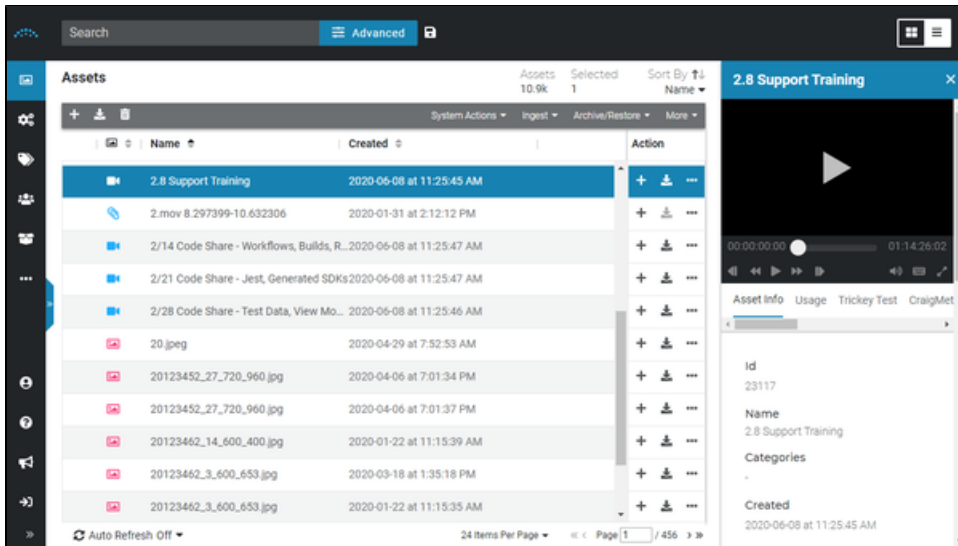 Search
Advanced
Assets
Assets
10.9k
Selected
1
Sort By
Name
System Actions
Ingest
Archive/Restore
More
Name
Created
Action
2.8 Support Training
2020-06-08 at 11:25:45 AM
2.mov 8.297399-10.632306
2020-01-31 at 2:12:12 PM
2/14 Code Share - Workflows, Builds, R...
2020-06-08 at 11:25:47 AM
2/21 Code Share - Jest, Generated SDKs
2020-06-08 at 11:25:47 AM
2/28 Code Share - Test Data, View Mo...
2020-06-08 at 11:25:46 AM
20.jpeg
2020-04-29 at 7:52:53 AM
20123452_27_720_960.jpg
2020-04-06 at 7:01:34 PM
20123452_27_720_960.jpg
2020-04-06 at 7:01:37 PM
20123462_14_600_400.jpg
2020-01-22 at 11:15:39 AM
20123462_3_600_653.jpg
2020-03-18 at 1:35:18 PM
20123462_3_600_653.jpg
2020-01-22 at 11:15:35 AM
Auto Refresh Off
24 Items Per Page
Page 1 / 456
2.8 Support Training
00:00:00:00
01:14:26:02
Asset Info
Usage
Trickey Test
CraigMet
Id
23117
Name
2.8 Support Training
Categories
-
Created
2020-06-08 at 11:25:45 AM